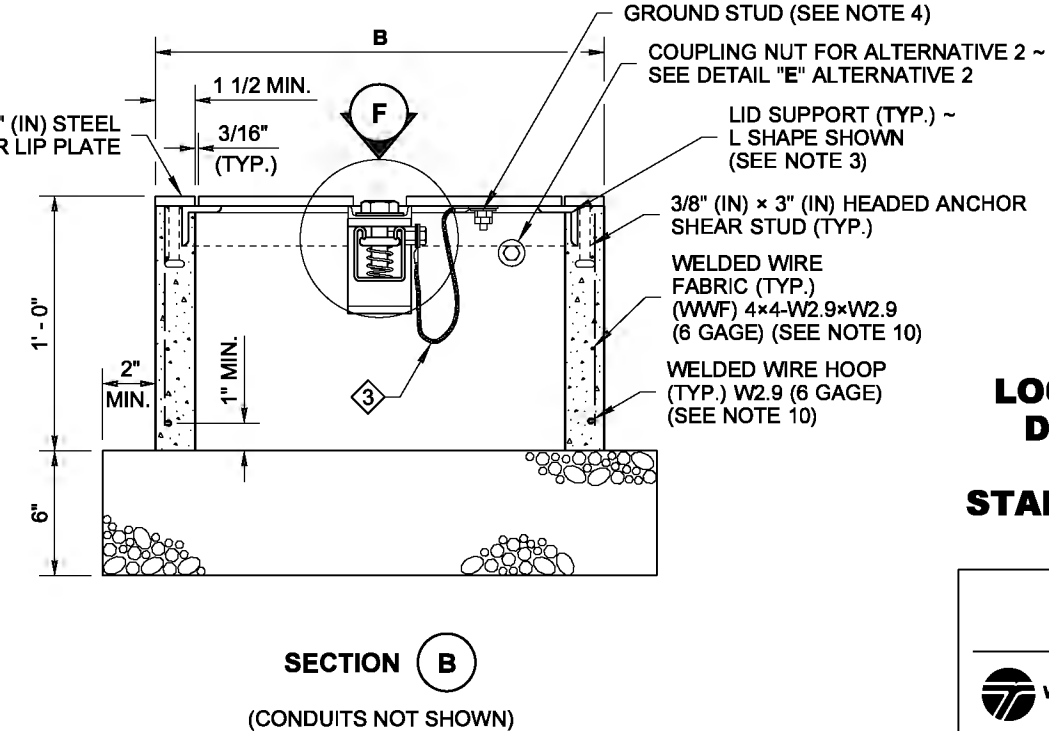 GROUND STUD (SEE NOTE 4)
B
COUPLING NUT FOR ALTERNATIVE 2 ~
SEE DETAIL "E" ALTERNATIVE 2
1 1/2 MIN.
F
LID SUPPORT (TYP.) ~
L SHAPE SHOWN
(SEE NOTE 3)
" (IN) STEEL
R LIP PLATE
3/16"
(TYP.)
3/8" (IN) × 3" (IN) HEADED ANCHOR
SHEAR STUD (TYP.)
WELDED WIRE
FABRIC (TYP.)
(WWF) 4×4-W2.9×W2.9
(6 GAGE) (SEE NOTE 10)
1' - 0"
2"
MIN.
1" MIN.
3
WELDED WIRE HOOP
(TYP.) W2.9 (6 GAGE)
(SEE NOTE 10)
LOC
D
STAN
6"
SECTION B
(CONDUITS NOT SHOWN)
W